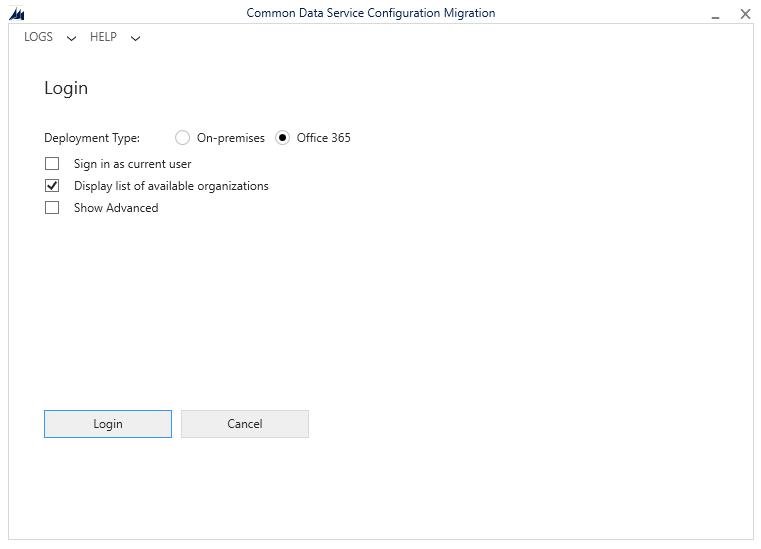 Common Data Service Configuration Migration
LOGS HELP
Login
Deployment Type: On-premises Office 365
Sign in as current user
Display list of available organizations
Show Advanced
Login Cancel